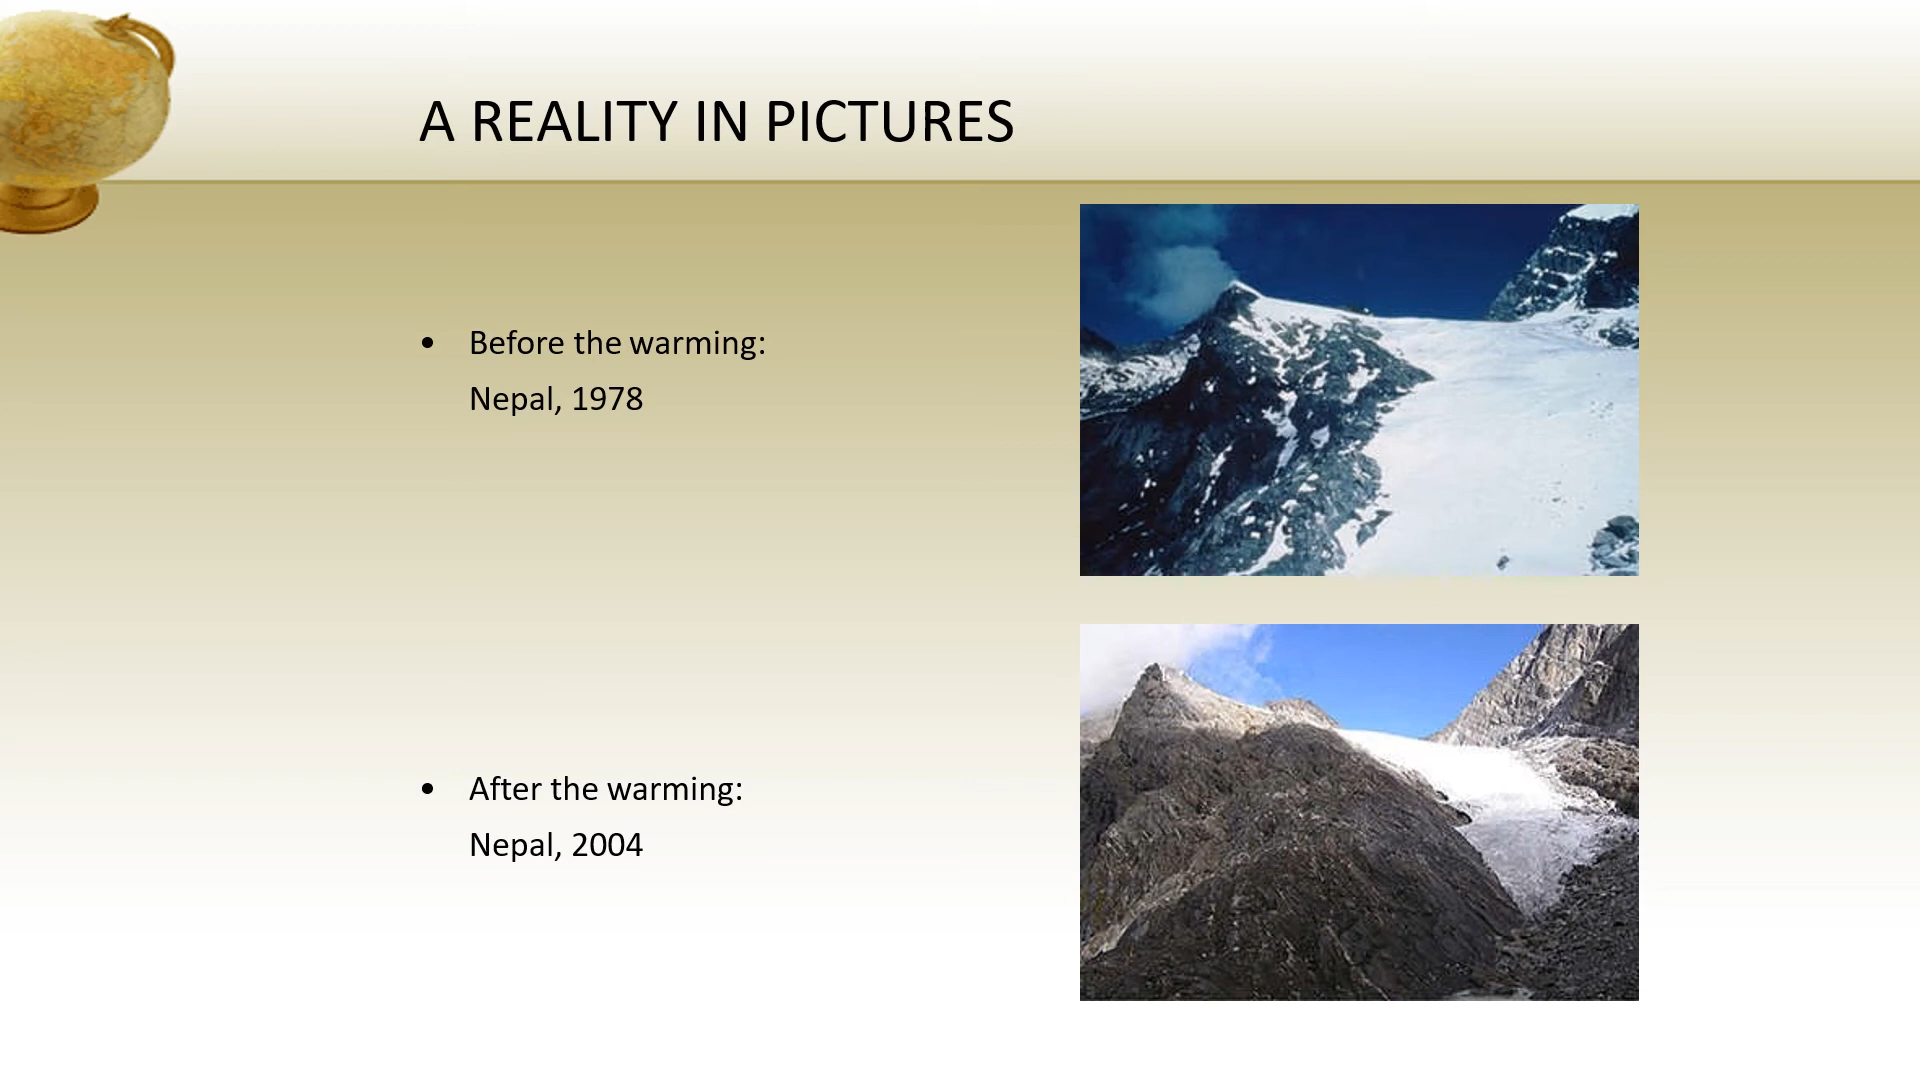 A REALITY IN PICTURES
• Before the warming:
Nepal, 1978
• After the warming:
Nepal, 2004